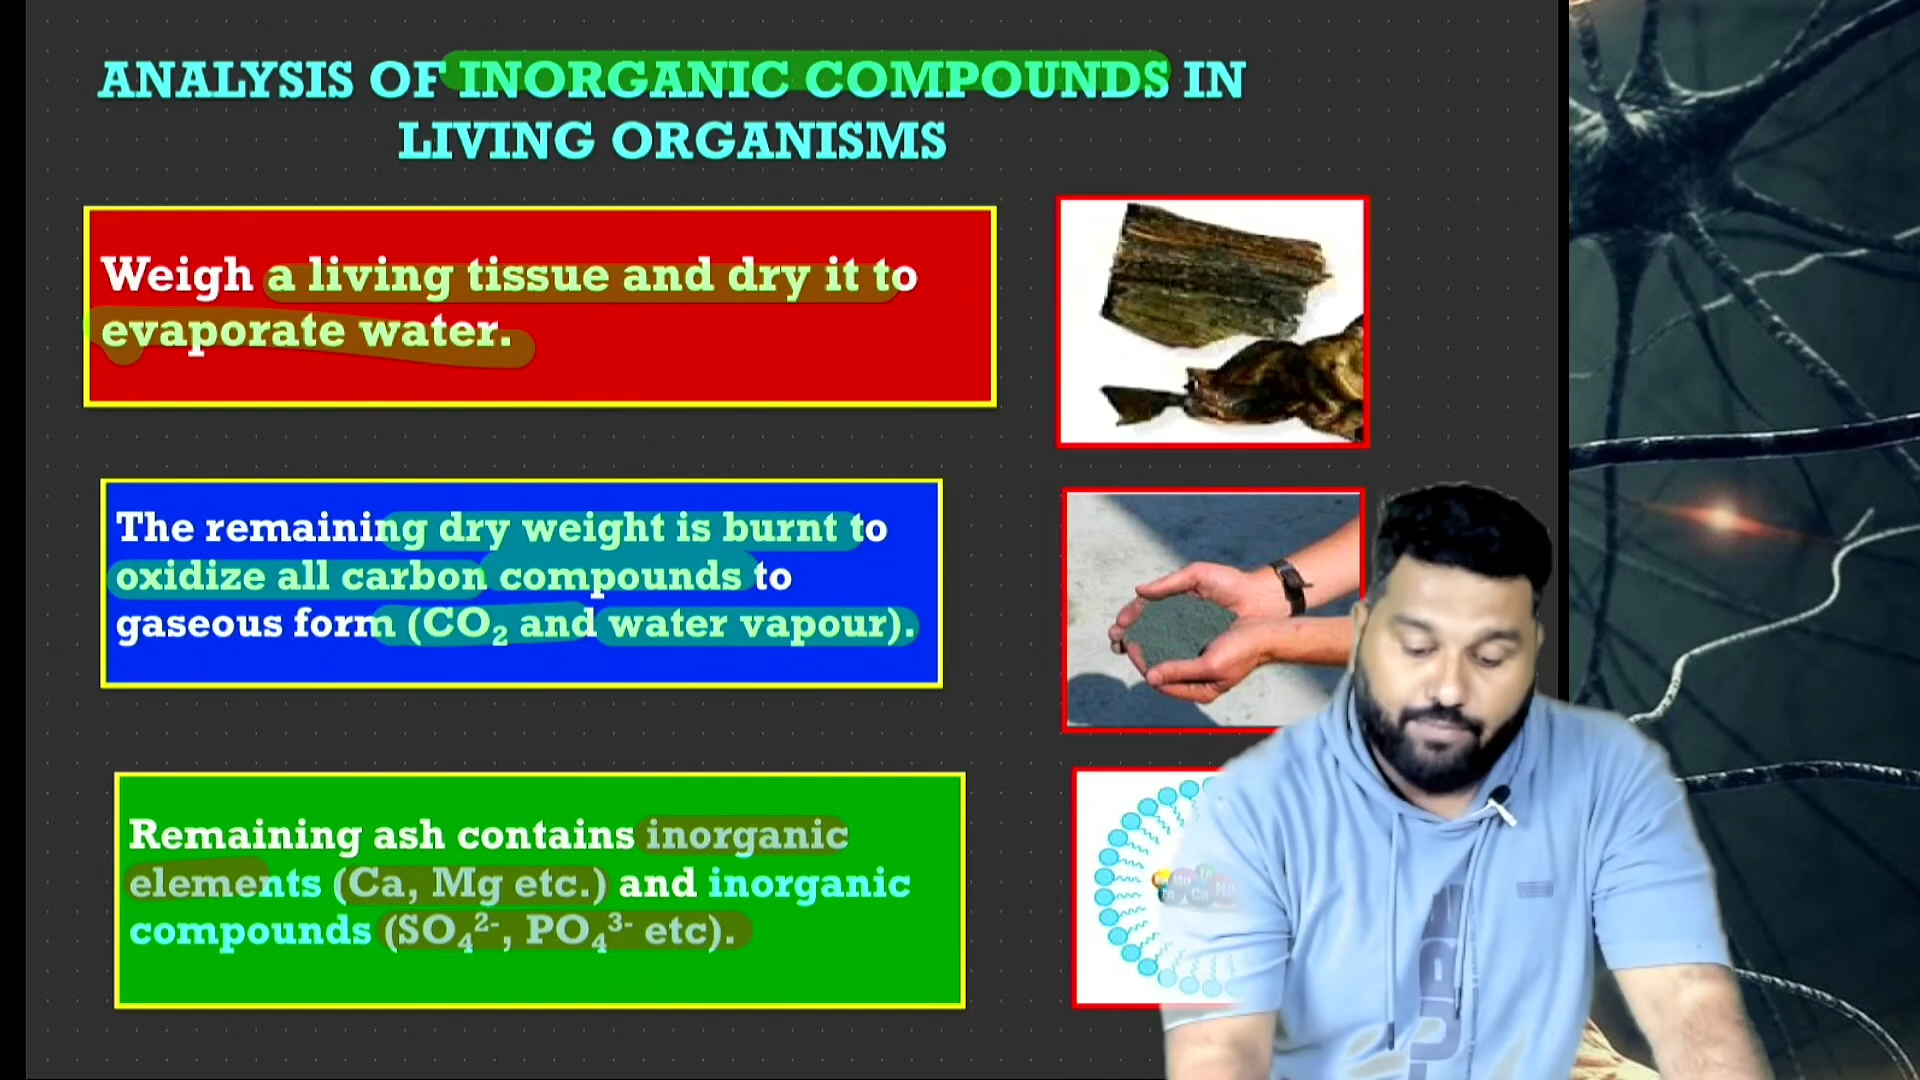 ANALYSIS OF INORGANIC COMPOUNDS IN
LIVING ORGANISMS
Weigh a living tissue and dry it to
evaporate water.
The remaining dry weight is burnt to
oxidize all carbon compounds to
gaseous form (CO₂ and water vapour).
Remaining ash contains inorganic
elements (Ca, Mg etc.) and inorganic
compounds (SO₄²⁻, PO₄³⁻ etc).